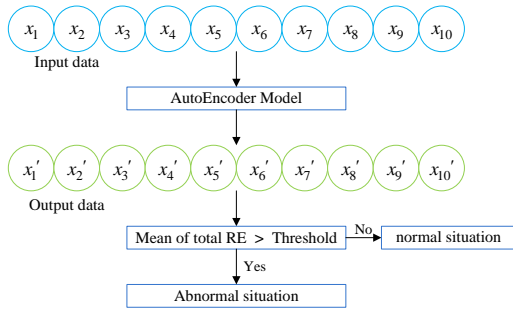 x₁ x₂ x₃ x₄ x₅ x₆ x₇ x₈ x₉ x₁₀
Input data
AutoEncoder Model
x₁′ x₂′ x₃′ x₄′ x₅′ x₆′ x₇′ x₈′ x₉′ x₁₀′
Output data
Mean of total RE > Threshold
No
normal situation
Yes
Abnormal situation